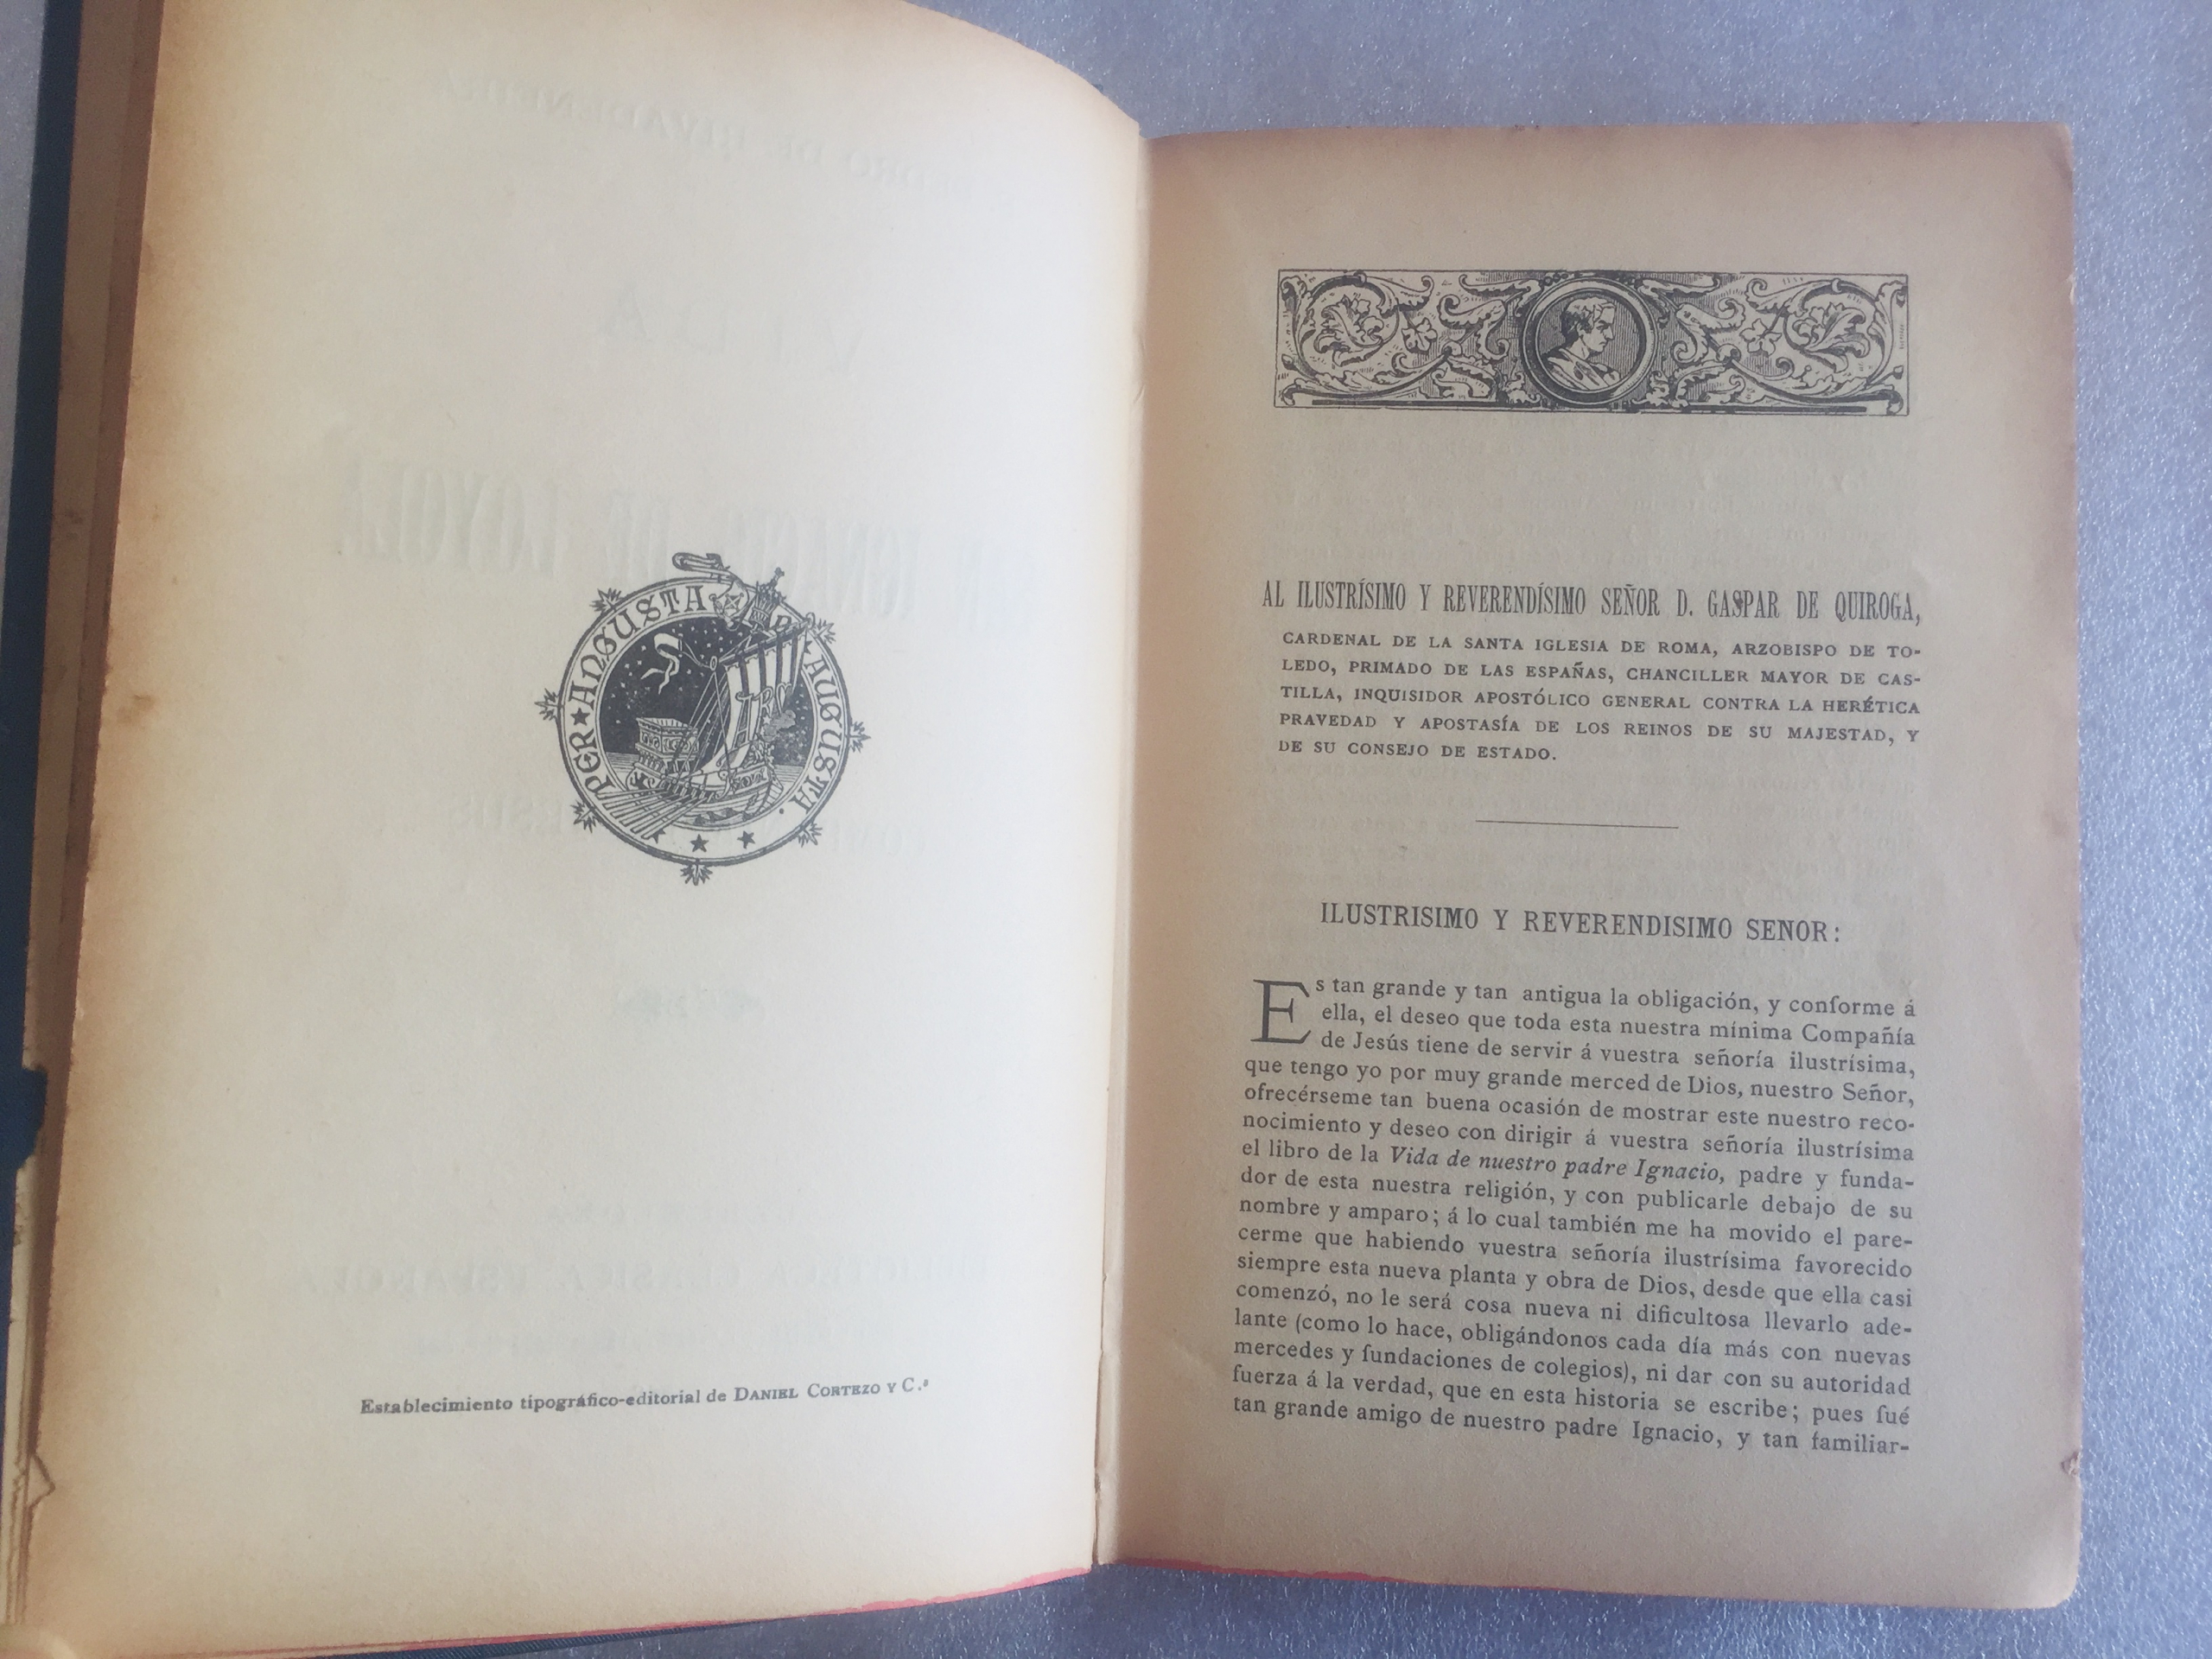 PER ANGUSTA AD AUGUSTA.
Establecimiento tipográfico-editorial de DANIEL CORTEZO Y C.ª
AL ILUSTRÍSIMO Y REVERENDÍSIMO SEÑOR D. GASPAR DE QUIROGA,
CARDENAL DE LA SANTA IGLESIA DE ROMA, ARZOBISPO DE TO-
LEDO, PRIMADO DE LAS ESPAÑAS, CHANCILLER MAYOR DE CAS-
TILLA, INQUISIDOR APOSTÓLICO GENERAL CONTRA LA HERÉTICA
PRAVEDAD Y APOSTASÍA DE LOS REINOS DE SU MAJESTAD, Y
DE SU CONSEJO DE ESTADO.
ILUSTRISIMO Y REVERENDISIMO SENOR:
Es tan grande y tan antigua la obligación, y conforme á
ella, el deseo que toda esta nuestra mínima Compañía
de Jesús tiene de servir á vuestra señoría ilustrísima,
que tengo yo por muy grande merced de Dios, nuestro Señor,
ofrecérseme tan buena ocasión de mostrar este nuestro reco-
nocimiento y deseo con dirigir á vuestra señoría ilustrísima
el libro de la Vida de nuestro padre Ignacio, padre y funda-
dor de esta nuestra religión, y con publicarle debajo de su
nombre y amparo; á lo cual también me ha movido el pare-
cerme que habiendo vuestra señoría ilustrísima favorecido
siempre esta nueva planta y obra de Dios, desde que ella casi
comenzó, no le será cosa nueva ni dificultosa llevarlo ade-
lante (como lo hace, obligándonos cada día más con nuevas
mercedes y fundaciones de colegios), ni dar con su autoridad
fuerza á la verdad, que en esta historia se escribe; pues fué
tan grande amigo de nuestro padre Ignacio, y tan familiar-